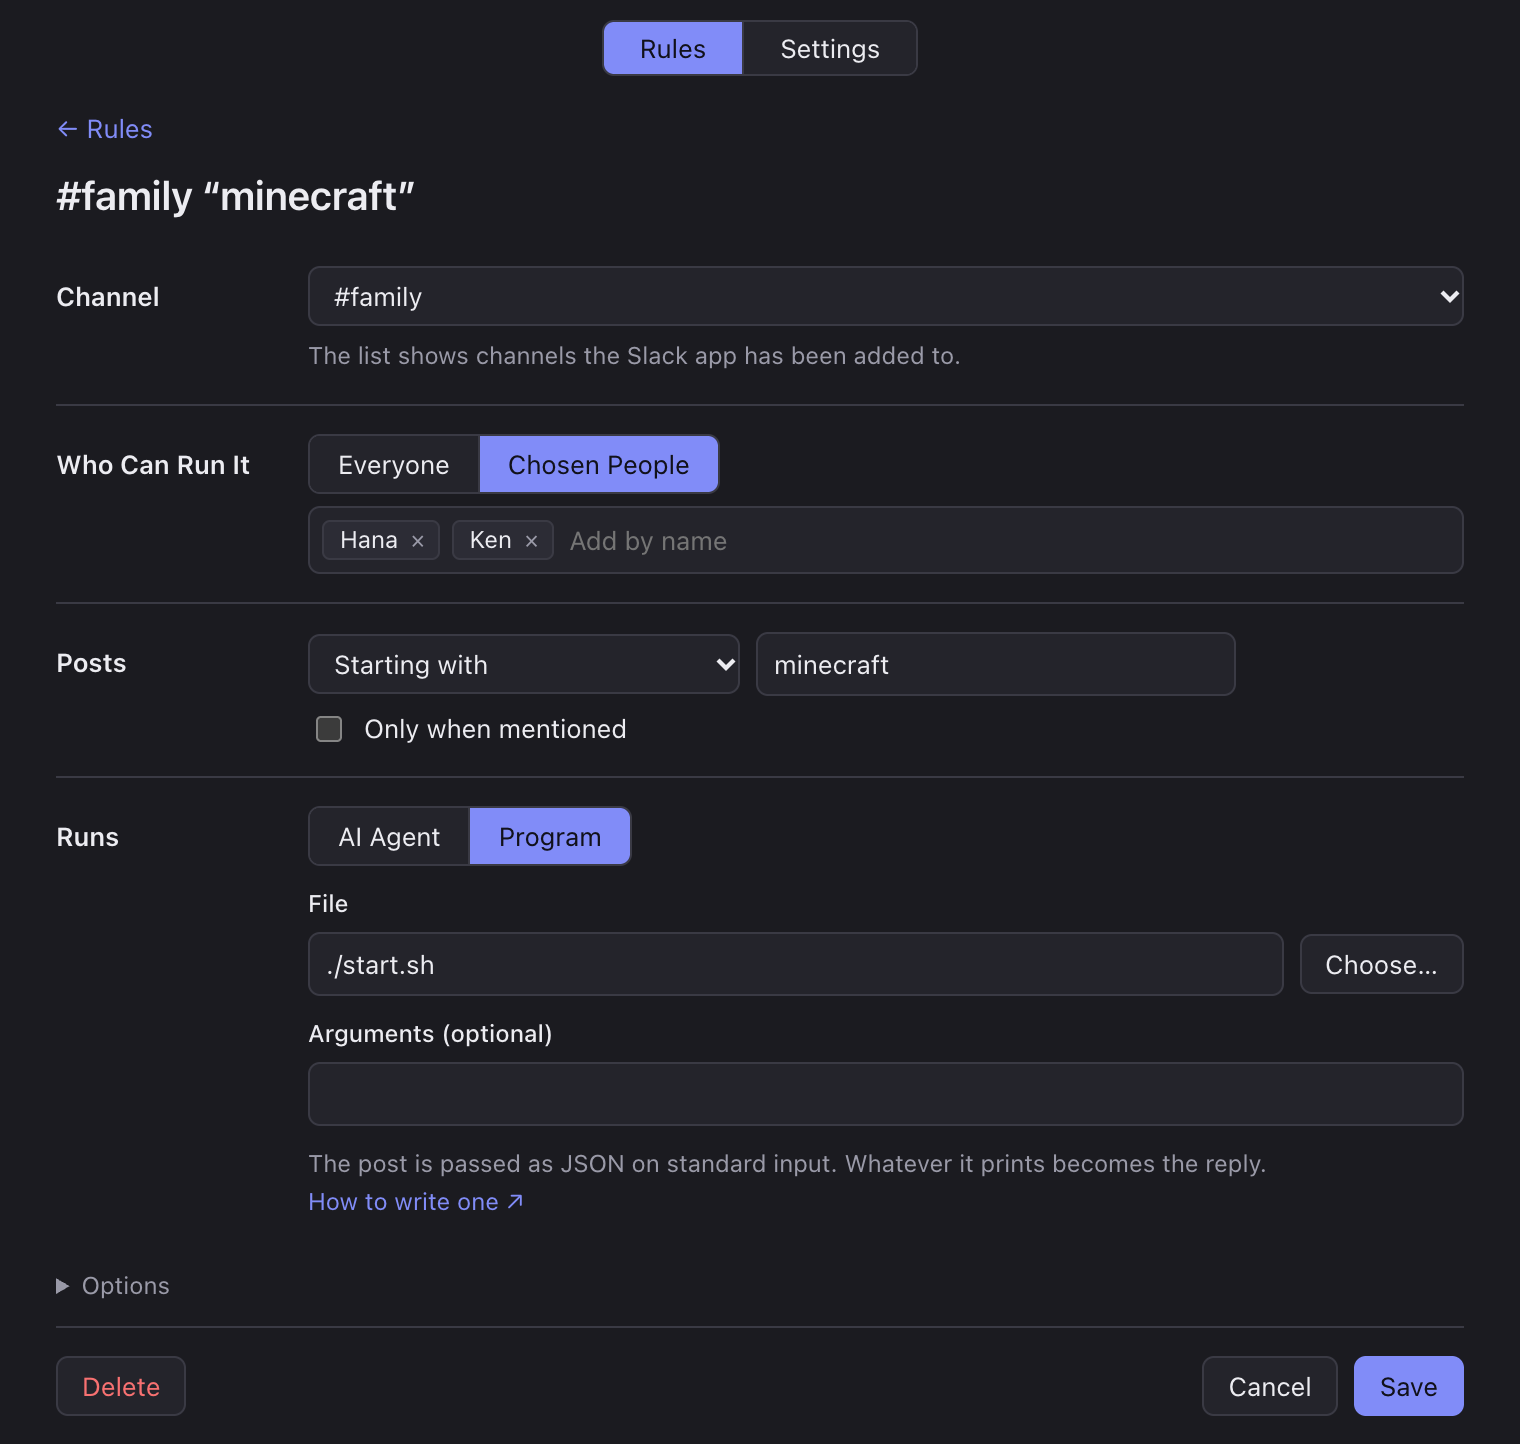 Rules Settings
← Rules
#family “minecraft”
Channel #family
The list shows channels the Slack app has been added to.
Who Can Run It Everyone Chosen People
Hana × Ken × Add by name
Posts Starting with minecraft
Only when mentioned
Runs AI Agent Program
File
./start.sh Choose...
Arguments (optional)
The post is passed as JSON on standard input. Whatever it prints becomes the reply.
How to write one ↗
▶ Options
Delete Cancel Save